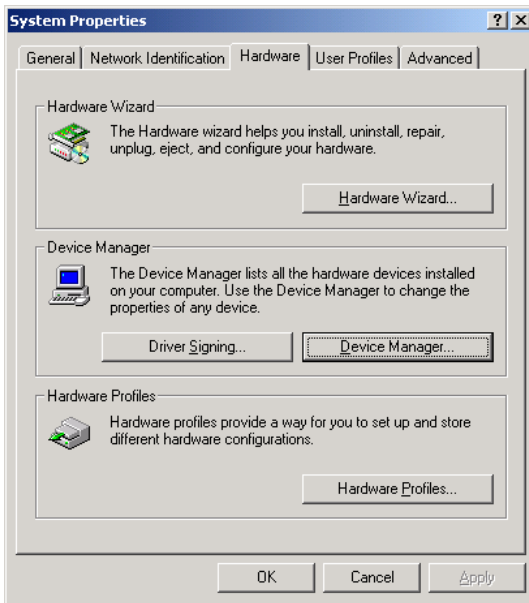 System Properties
General
Network Identification
Hardware
User Profiles
Advanced
Hardware Wizard
The Hardware wizard helps you install, uninstall, repair,
unplug, eject, and configure your hardware.
Hardware Wizard...
Device Manager
The Device Manager lists all the hardware devices installed
on your computer. Use the Device Manager to change the
properties of any device.
Driver Signing...
Device Manager...
Hardware Profiles
Hardware profiles provide a way for you to set up and store
different hardware configurations.
Hardware Profiles...
OK
Cancel
Apply